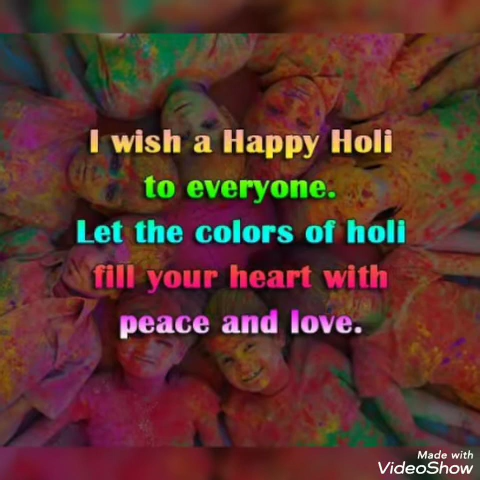 I wish a Happy Holi
to everyone.
Let the colors of holi
fill your heart with
peace and love.
Made with
VideoShow